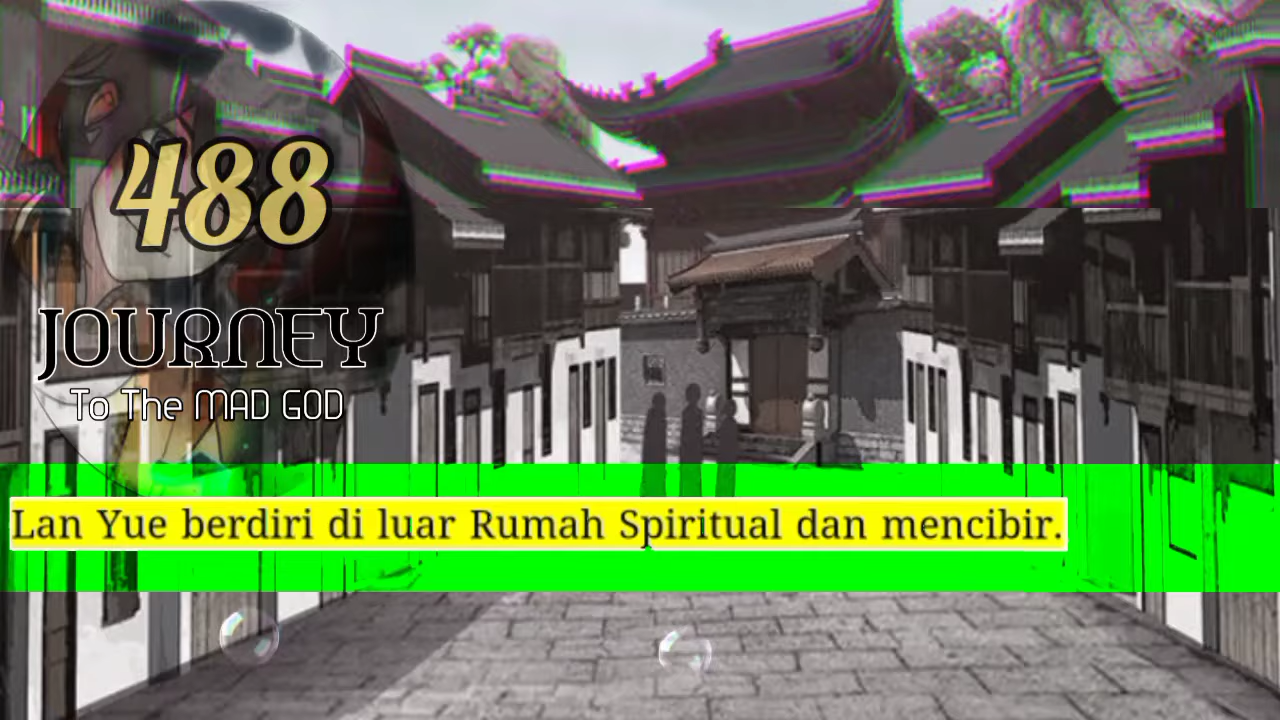 488
JOURNEY
To The MAD GOD
Lan Yue berdiri di luar Rumah Spiritual dan mencibir.